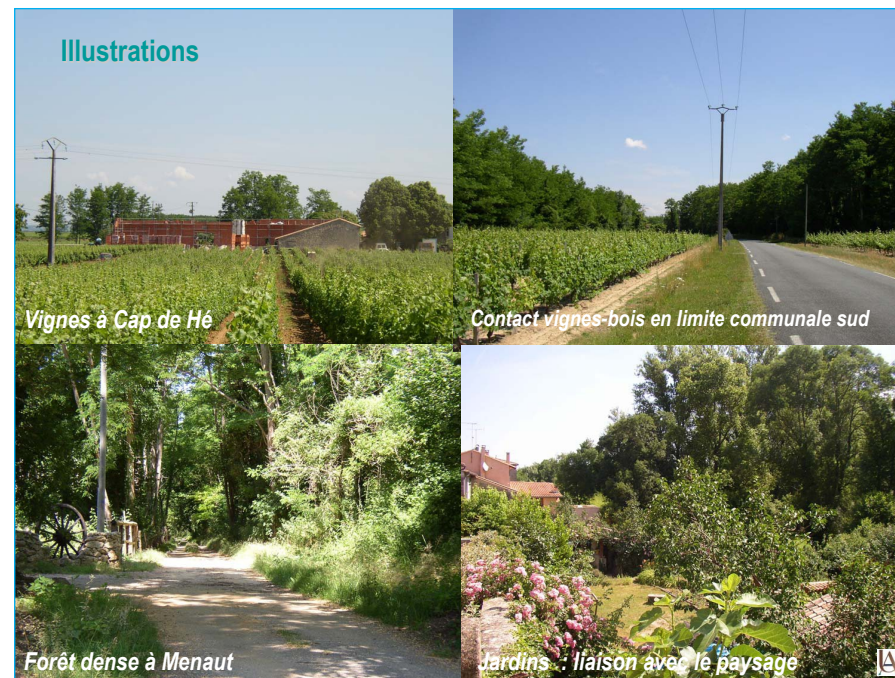 Illustrations
Vignes à Cap de Hé
Contact vignes-bois en limite communale sud
Forêt dense à Menaut
Jardins : liaison avec le paysage